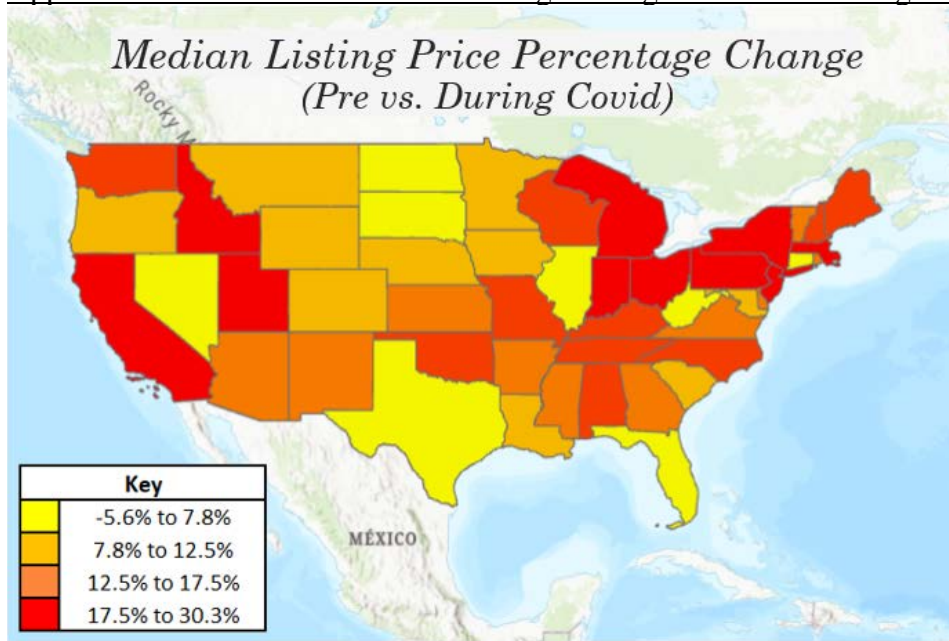 Median Listing Price Percentage Change
(Pre vs. During Covid)
Rocky M
Key
-5.6% to 7.8%
7.8% to 12.5%
12.5% to 17.5%
17.5% to 30.3%
MÉXICO